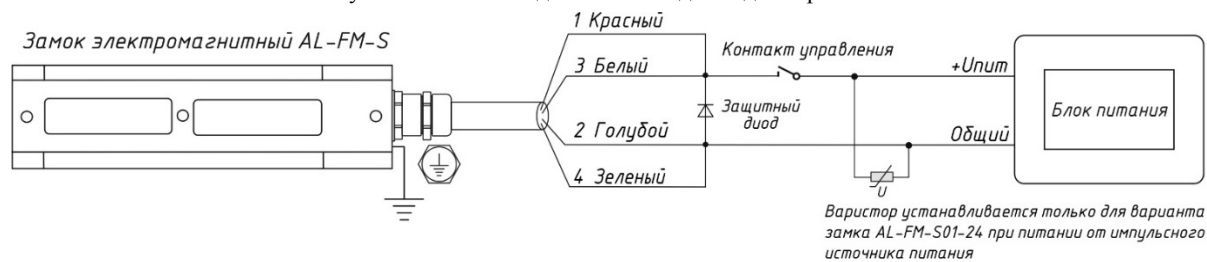 Замок электромагнитный AL-FM-S
1 Красный
3 Белый
2 Голубой
4 Зеленый
Контакт управления
Защитный
диод
+Uпит
Общий
Блок питания
U
Варистор устанавливается только для варианта
замка AL-FM-S01-24 при питании от импульсного
источника питания